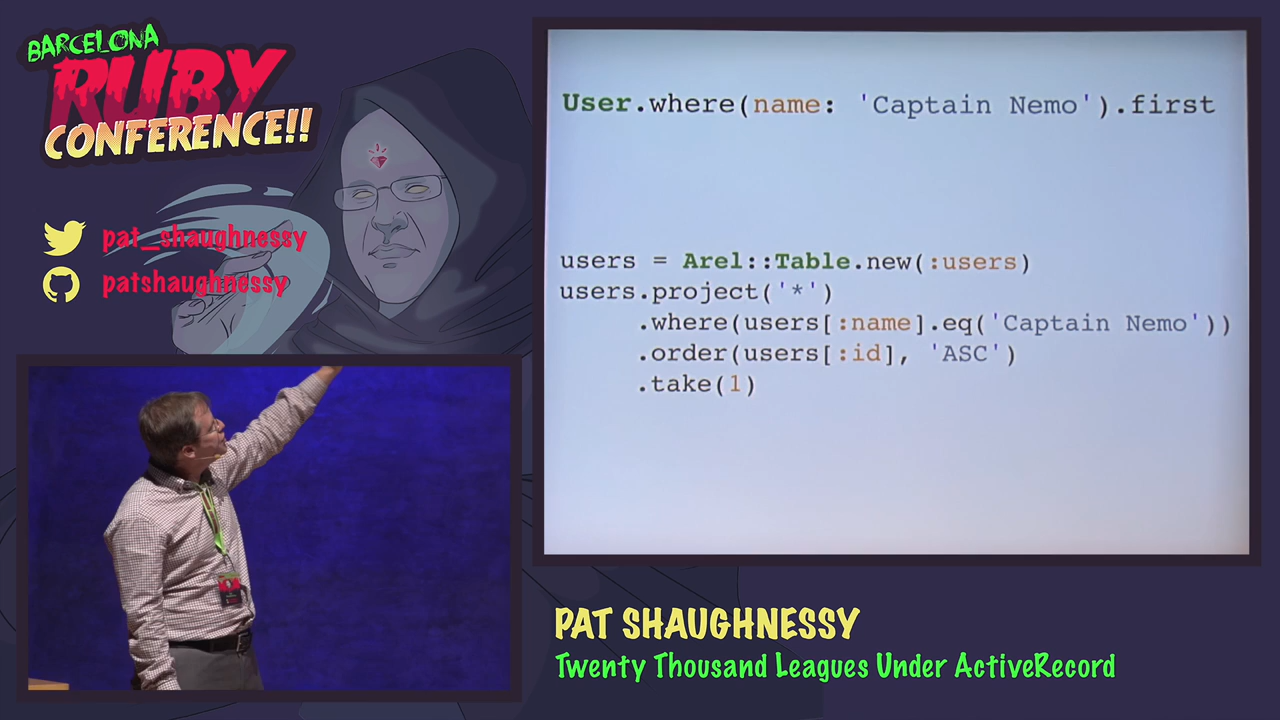 BARCELONA
RUBY
CONFERENCE!!
pat_shaughnessy
patshaughnessy
User.where(name: 'Captain Nemo').first
users = Arel::Table.new(:users)
users.project('*')
.where(users[:name].eq('Captain Nemo'))
.order(users[:id], 'ASC')
.take(1)
PAT SHAUGHNESSY
Twenty Thousand Leagues Under ActiveRecord